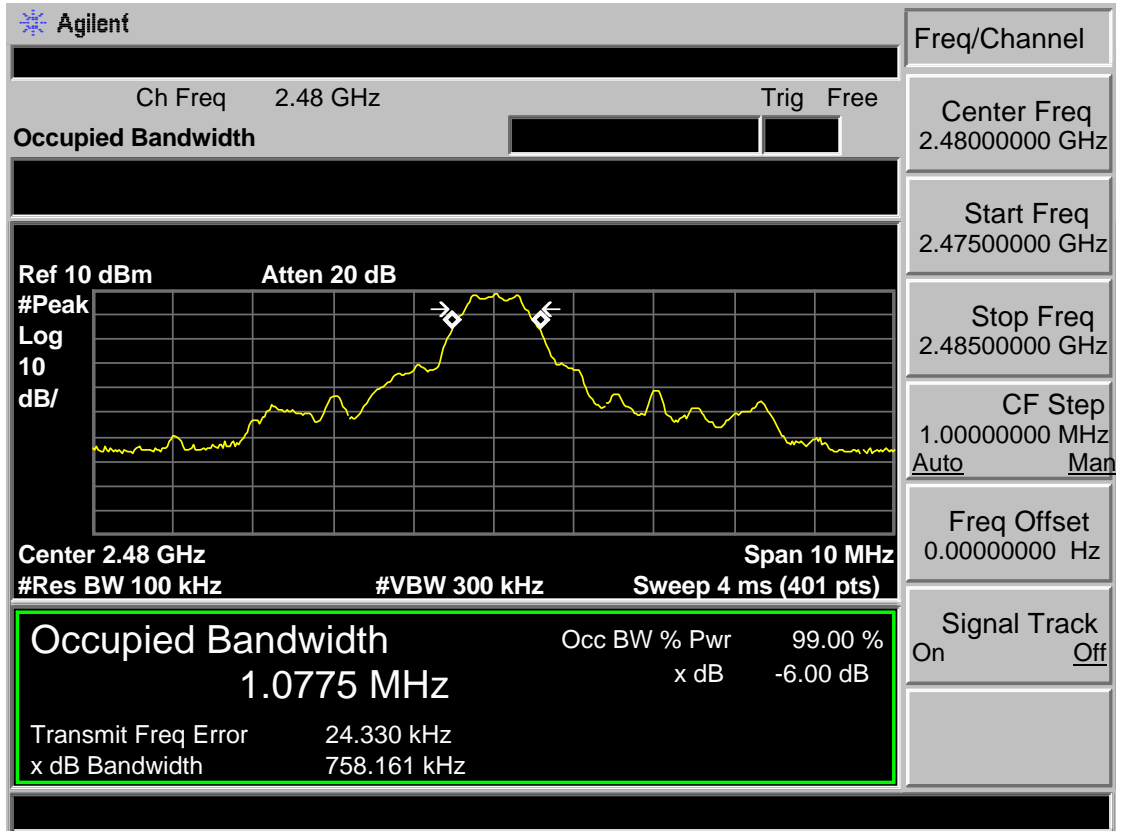 Agilent
Ch Freq 2.48 GHz Trig Free
Occupied Bandwidth
Ref 10 dBm Atten 20 dB
#Peak
Log
10
dB/
Center 2.48 GHz Span 10 MHz
#Res BW 100 kHz #VBW 300 kHz Sweep 4 ms (401 pts)
Occupied Bandwidth
1.0775 MHz
Occ BW % Pwr 99.00 %
x dB -6.00 dB
Transmit Freq Error 24.330 kHz
x dB Bandwidth 758.161 kHz
Freq/Channel
Center Freq
2.48000000 GHz
Start Freq
2.47500000 GHz
Stop Freq
2.48500000 GHz
CF Step
1.00000000 MHz
Auto Man
Freq Offset
0.00000000 Hz
Signal Track
On Off